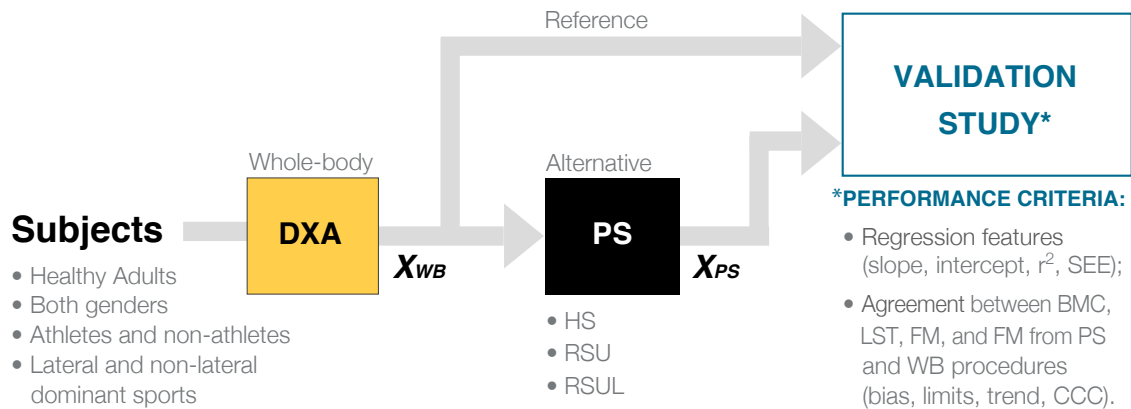 Reference
VALIDATION
STUDY*
Whole-body
Alternative
Subjects
DXA
PS
XWB
XPS
• Healthy Adults
• Both genders
• Athletes and non-athletes
• Lateral and non-lateral
dominant sports
• HS
• RSU
• RSUL
*PERFORMANCE CRITERIA:
• Regression features
(slope, intercept, r², SEE);
• Agreement between BMC,
LST, FM, and FM from PS
and WB procedures
(bias, limits, trend, CCC).